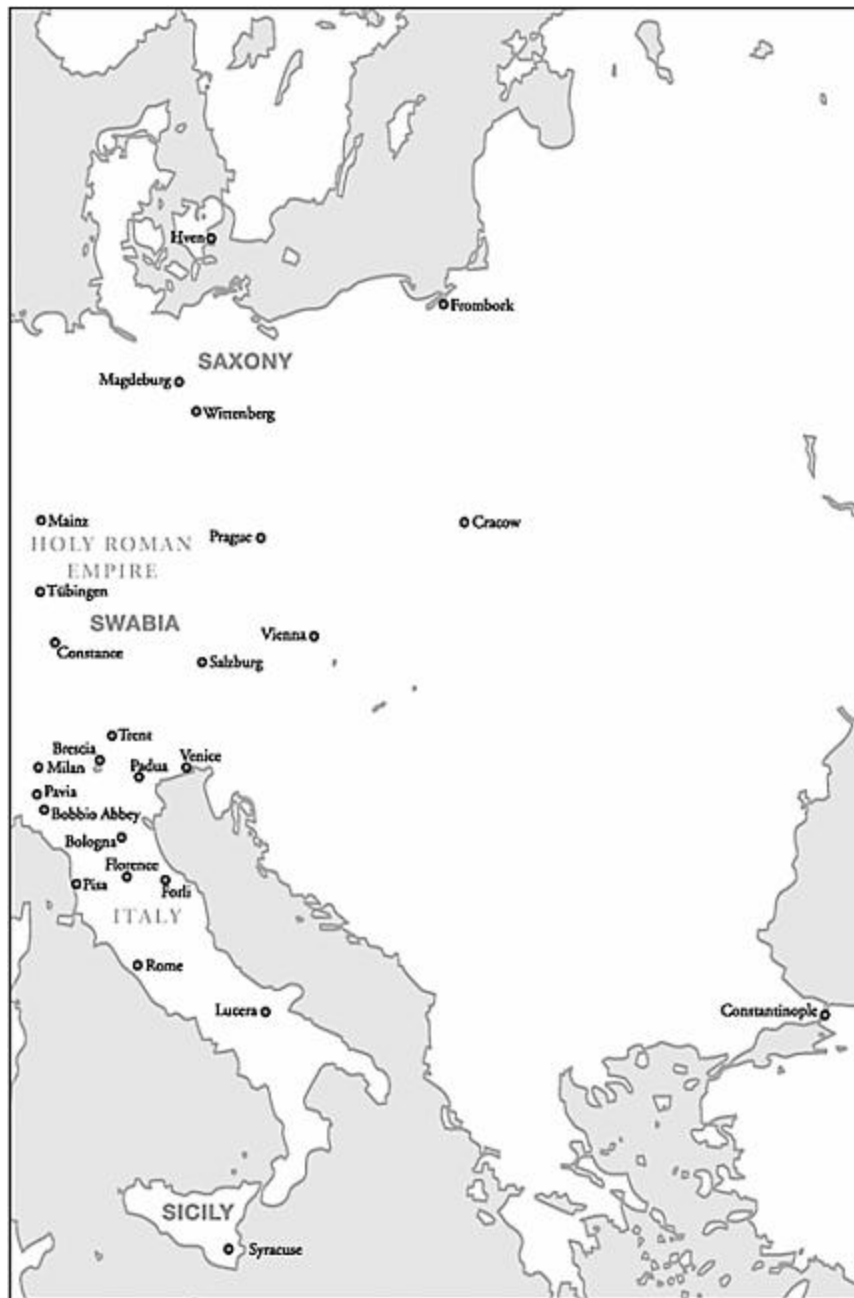 Hven
Frombork
SAXONY
Magdeburg
Wittenberg
Mainz
Cracow
Prague
HOLY ROMAN
EMPIRE
Tübingen
SWABIA
Vienna
Constance
Salzburg
Trent
Brescia
Venice
Milan
Padua
Pavia
Bobbio Abbey
Bologna
Florence
Pisa
Forli
ITALY
Rome
Lucera
Constantinople
SICILY
Syracuse